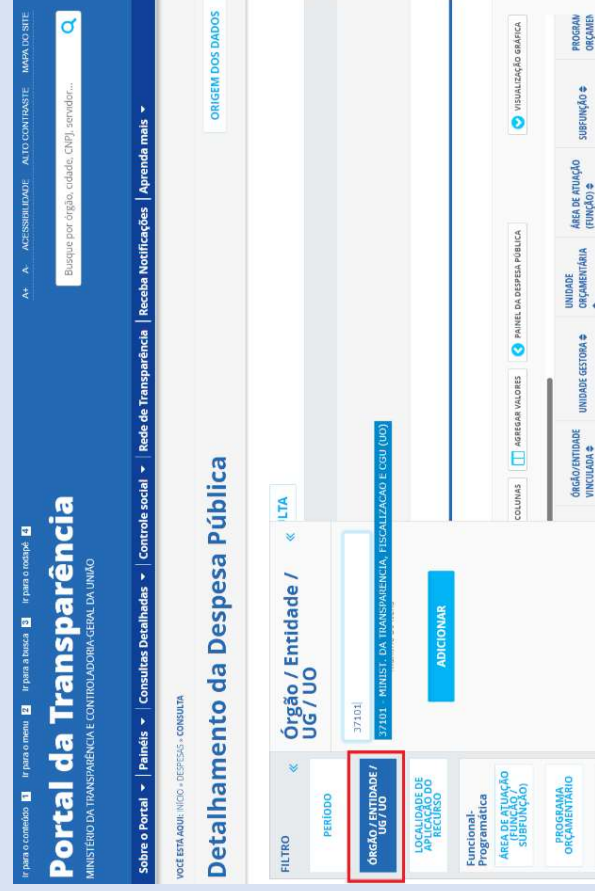 Ir para o conteúdo 1 Ir para o menu 2 Ir para a busca 3 Ir para o rodapé 4
A+ A- ACESSIBILIDADE ALTO CONTRASTE MAPA DO SITE
Portal da Transparência
MINISTÉRIO DA TRANSPARÊNCIA E CONTROLADORIA-GERAL DA UNIÃO
Busque por órgão, cidade, CNPJ, servidor...
Sobre o Portal Painéis Consultas Detalhadas Controle social Rede de Transparência Receba Notificações Aprenda mais
VOCÊ ESTÁ AQUI: INÍCIO » DESPESAS » CONSULTA
Detalhamento da Despesa Pública
ORIGEM DOS DADOS
FILTRO «
PERÍODO
ÓRGÃO / ENTIDADE /
UG / UO
LOCALIDADE DE
APLICAÇÃO DO
RECURSO
Funcional-
Programática
ÁREA DE ATUAÇÃO
(FUNÇÃO /
SUBFUNÇÃO)
PROGRAMA
ORÇAMENTÁRIO
Órgão / Entidade / «
UG / UO
37101
37101 - MINIST. DA TRANSPARENCIA, FISCALIZACAO E CGU (UO)
ADICIONAR
LTA
COLUNAS AGREGAR VALORES PAINEL DA DESPESA PÚBLICA VISUALIZAÇÃO GRÁFICA
ÓRGÃO/ENTIDADE
VINCULADA
UNIDADE GESTORA
UNIDADE
ORÇAMENTÁRIA
ÁREA DE ATUAÇÃO
(FUNÇÃO)
SUBFUNÇÃO
PROGRAM
ORÇAMEN